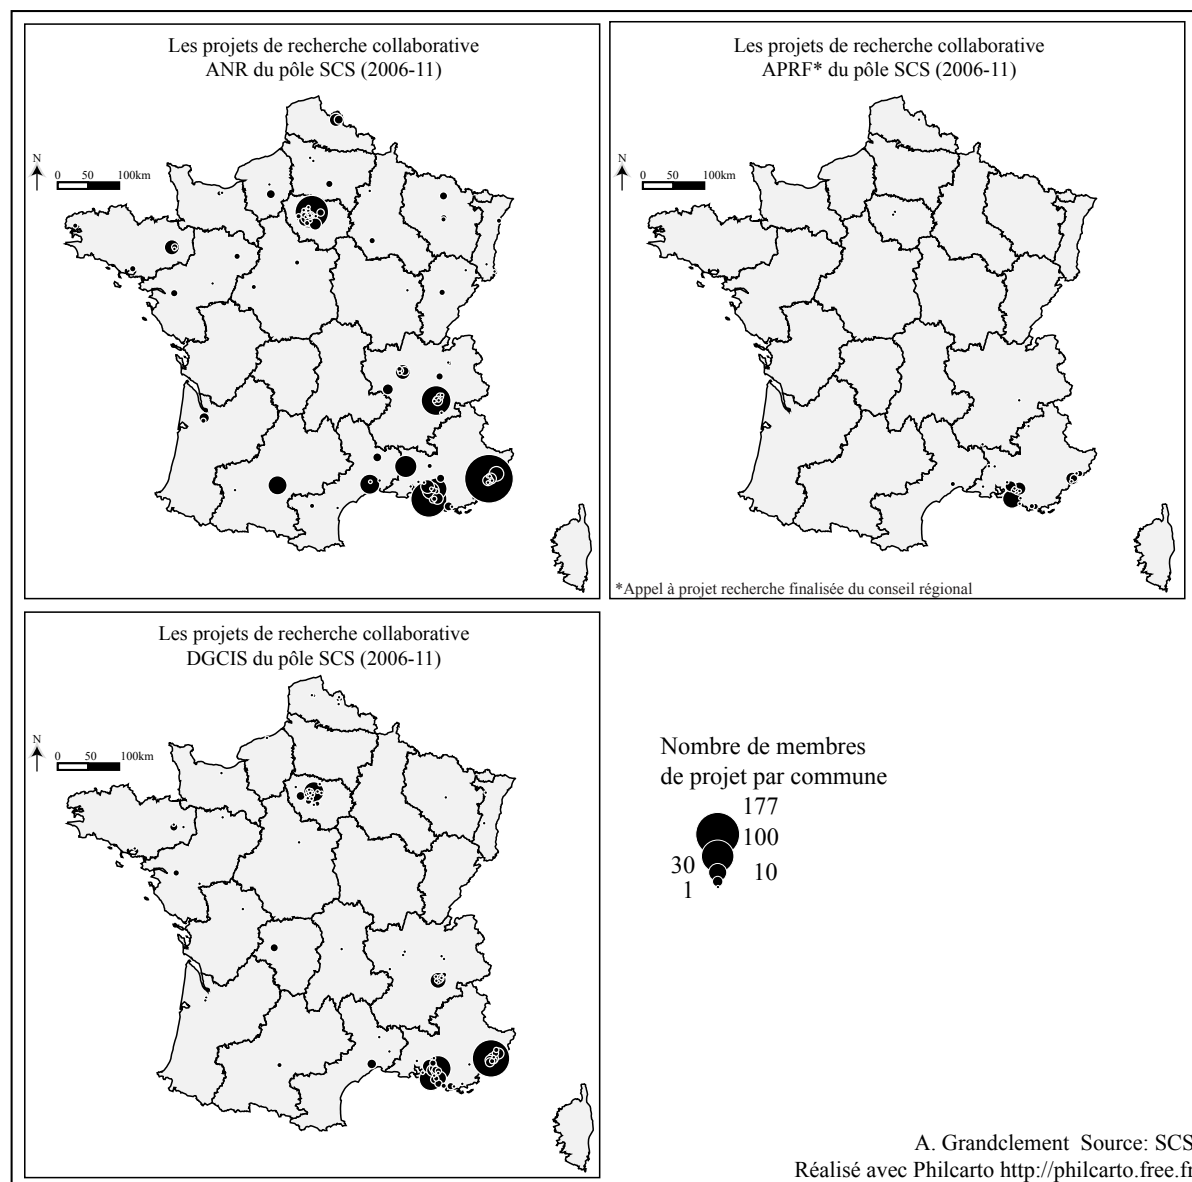 Les projets de recherche collaborative
ANR du pôle SCS (2006-11)
N
0 50 100km
Les projets de recherche collaborative
APRF* du pôle SCS (2006-11)
N
0 50 100km
*Appel à projet recherche finalisée du conseil régional
Les projets de recherche collaborative
DGCIS du pôle SCS (2006-11)
N
0 50 100km
Nombre de membres
de projet par commune
177
100
30 10
1
A. Grandclement Source: SCS
Réalisé avec Philcarto http://philcarto.free.fr